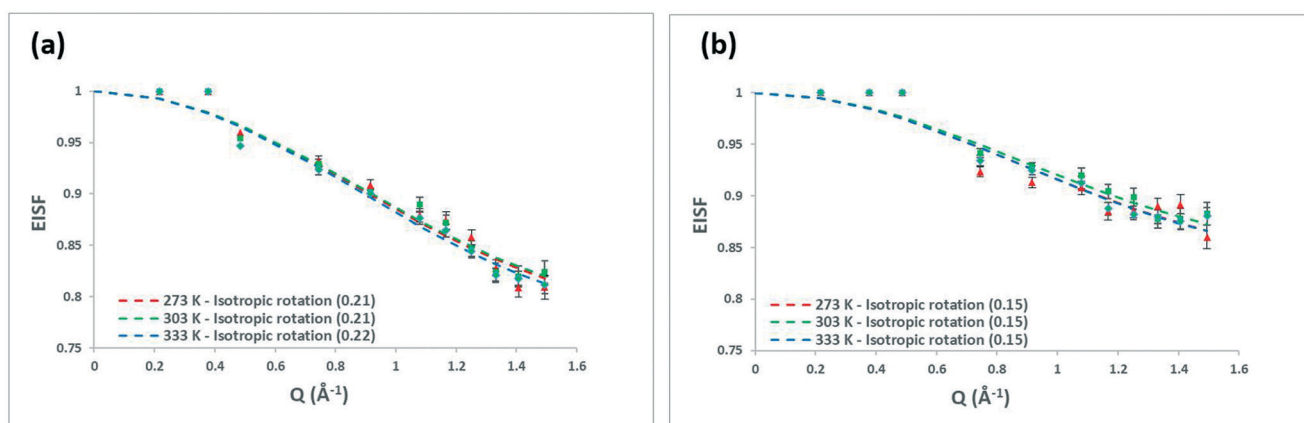 (a)
EISF
1
0.95
0.9
0.85
0.8
0.75
273 K - Isotropic rotation (0.21)
303 K - Isotropic rotation (0.21)
333 K - Isotropic rotation (0.22)
0 0.2 0.4 0.6 0.8 1 1.2 1.4 1.6
Q (Å⁻¹)
(b)
EISF
1
0.95
0.9
0.85
0.8
0.75
273 K - Isotropic rotation (0.15)
303 K - Isotropic rotation (0.15)
333 K - Isotropic rotation (0.15)
0 0.2 0.4 0.6 0.8 1 1.2 1.4 1.6
Q (Å⁻¹)